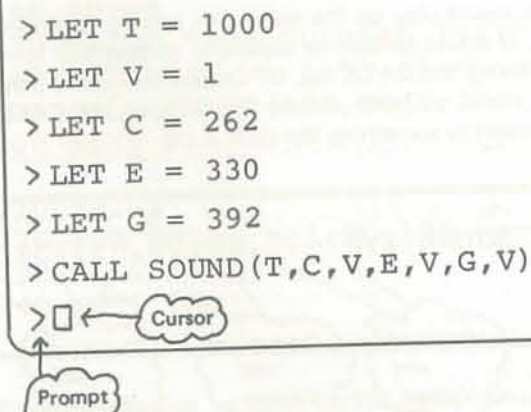 >LET T = 1000
>LET V = 1
>LET C = 262
>LET E = 330
>LET G = 392
>CALL SOUND(T,C,V,E,V,G,V)
> Cursor
Prompt